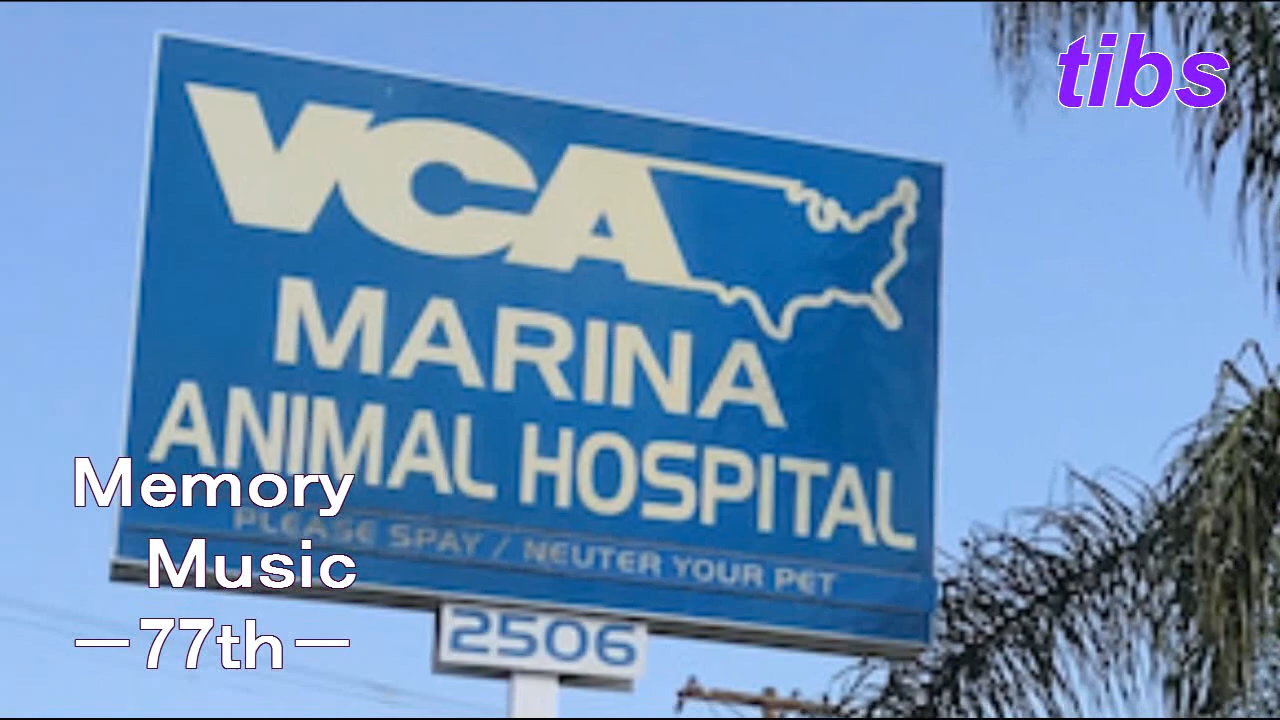 tibs
VCA
MARINA
ANIMAL HOSPITAL
PLEASE SPAY / NEUTER YOUR PET
2506
Memory
Music
－77th－